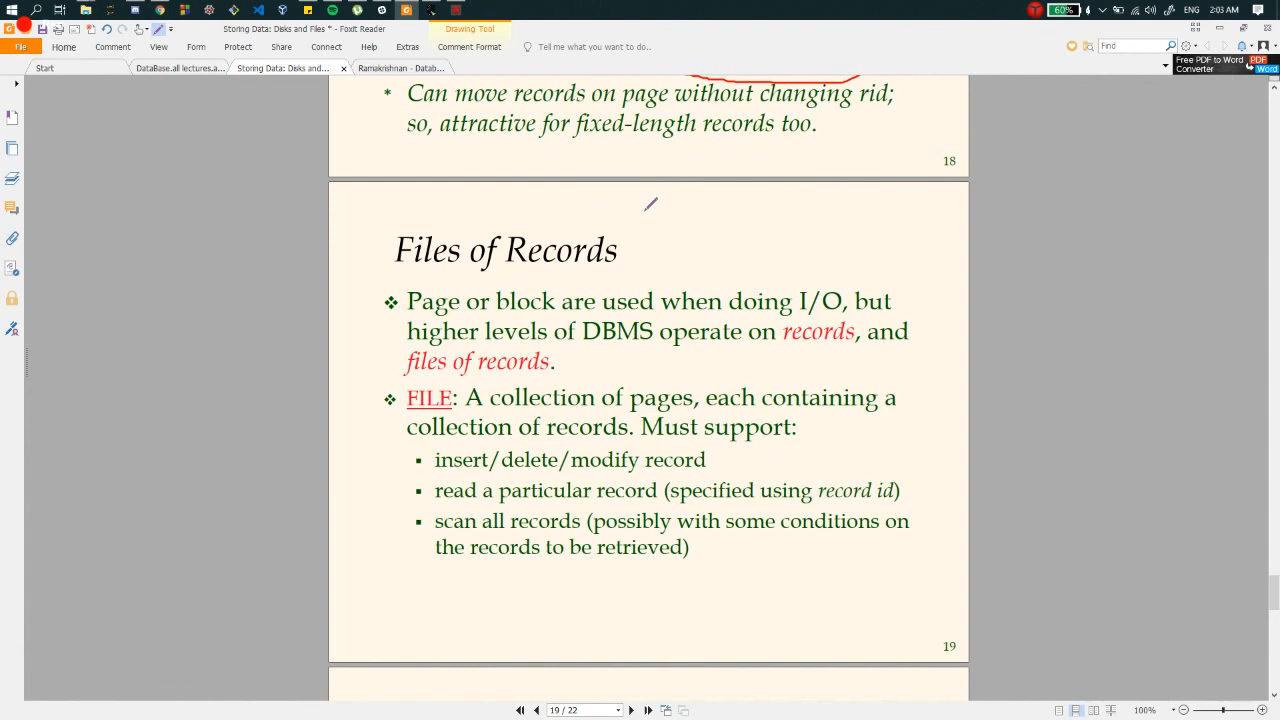 60%
ENG
2:03 AM
Storing Data: Disks and Files * - Foxit Reader
Drawing Tool
File Home Comment View Form Protect Share Connect Help Extras Comment Format Tell me what you want to do.. Find
Start DataBase.all lectures.a... Storing Data: Disks and... × Ramakrishnan - Datab...
Free PDF to Word Converter PDF Word
* Can move records on page without changing rid;
so, attractive for fixed-length records too.
18
Files of Records
❖ Page or block are used when doing I/O, but
higher levels of DBMS operate on records, and
files of records.
❖ FILE: A collection of pages, each containing a
collection of records. Must support:
▪ insert/delete/modify record
▪ read a particular record (specified using record id)
▪ scan all records (possibly with some conditions on
the records to be retrieved)
19
19 / 22
100%